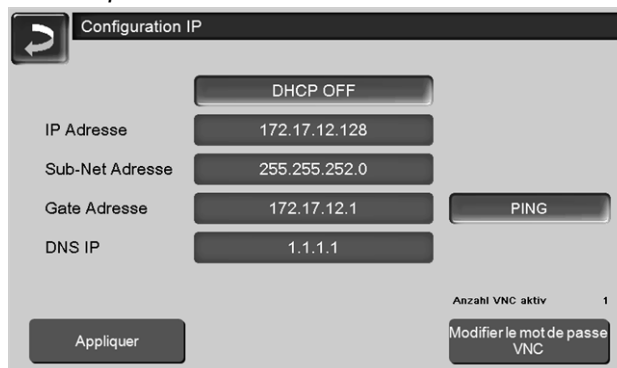 Configuration IP
DHCP OFF
IP Adresse 172.17.12.128
Sub-Net Adresse 255.255.252.0
Gate Adresse 172.17.12.1 PING
DNS IP 1.1.1.1
Anzahl VNC aktiv 1
Appliquer
Modifier le mot de passe
VNC